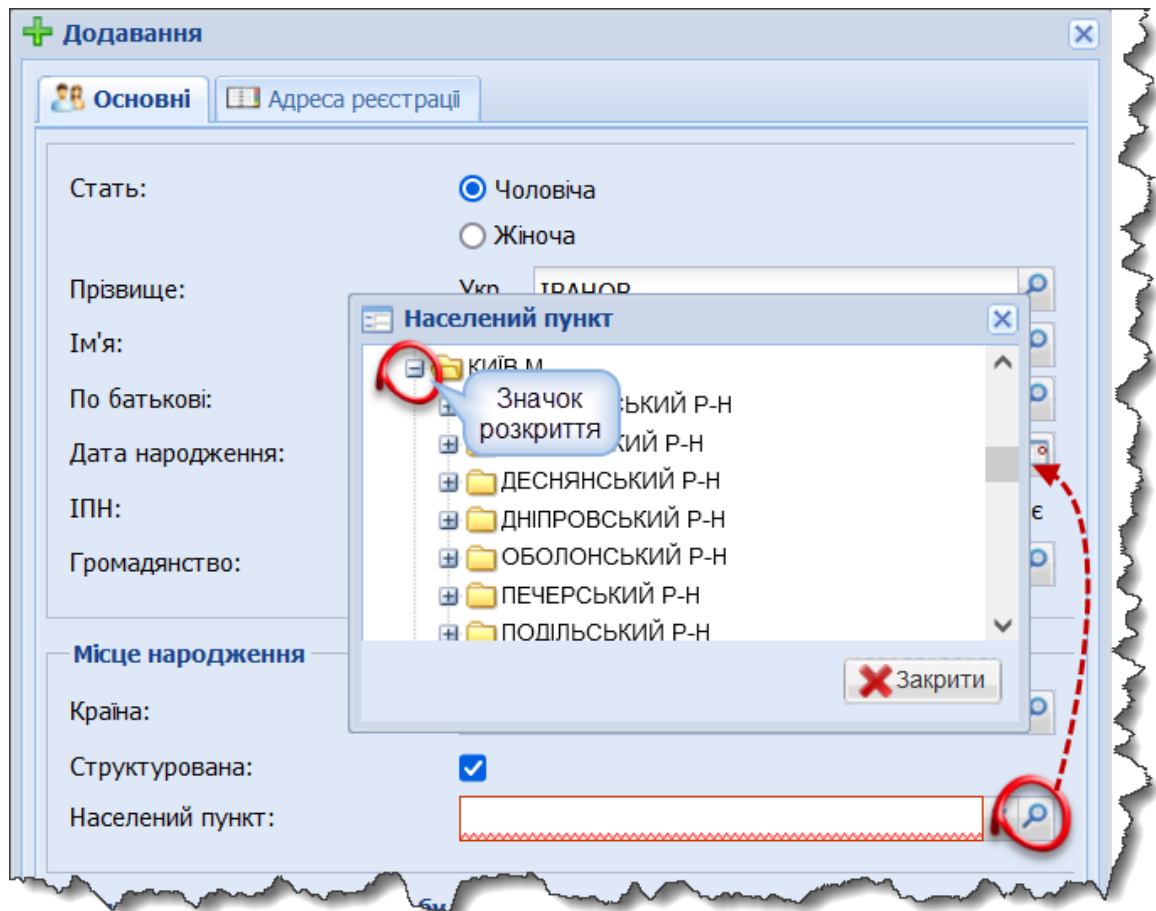 Додавання
Основні
Адреса реєстрації
Стать:
Чоловіча
Жіноча
Прізвище:
Укр
ІВАНОВ
Ім'я:
По батькові:
Дата народження:
ІПН:
є
Громадянство:
Населений пункт
КИЇВ М
Значок
розкриття
ЬКИЙ Р-Н
КИЙ Р-Н
ДЕСНЯНСЬКИЙ Р-Н
ДНІПРОВСЬКИЙ Р-Н
ОБОЛОНСЬКИЙ Р-Н
ПЕЧЕРСЬКИЙ Р-Н
ПОДІЛЬСЬКИЙ Р-Н
Закрити
Місце народження
Країна:
Структурована:
Населений пункт: